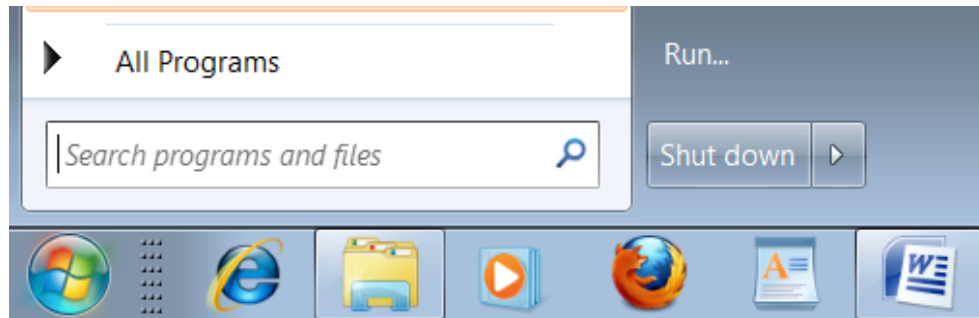 All Programs
Run...
Search programs and files
Shut down
A
W